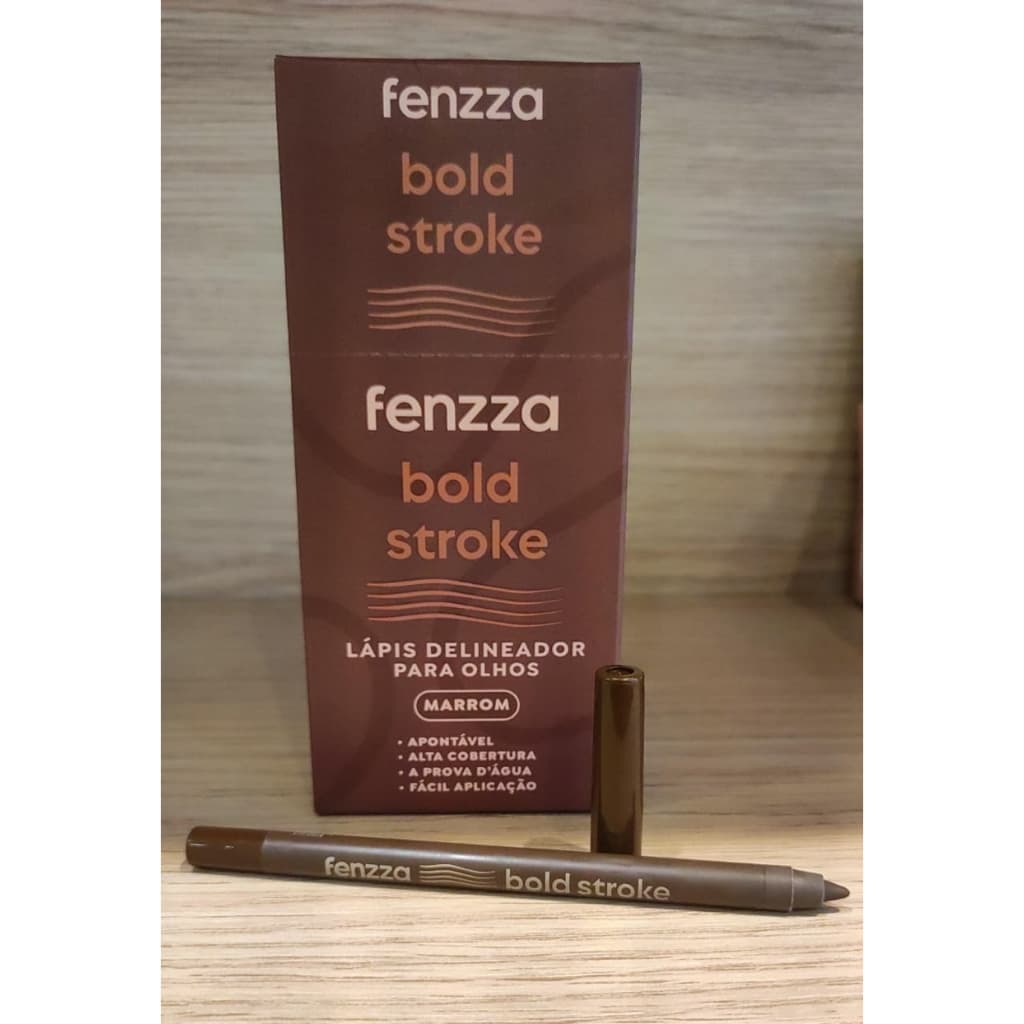 fenzza
bold
stroke
fenzza
bold
stroke
LÁPIS DELINEADOR
PARA OLHOS
MARROM
• APONTÁVEL
• ALTA COBERTURA
• A PROVA D'ÁGUA
• FÁCIL APLICAÇÃO
fenzza bold stroke